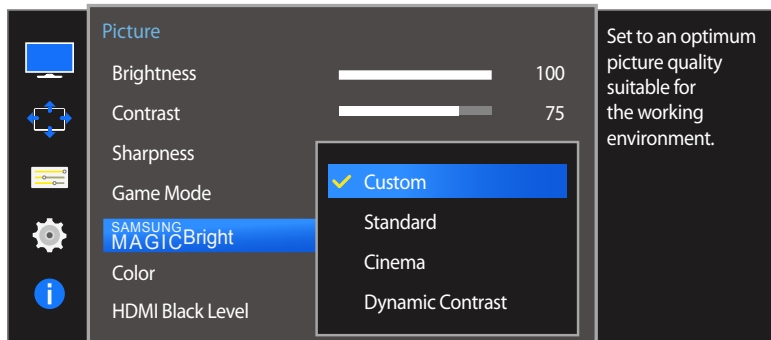 Picture
Brightness 100
Contrast 75
Sharpness
Game Mode
SAMSUNG
MAGICBright
Color
HDMI Black Level
Custom
Standard
Cinema
Dynamic Contrast
Set to an optimum
picture quality
suitable for
the working
environment.